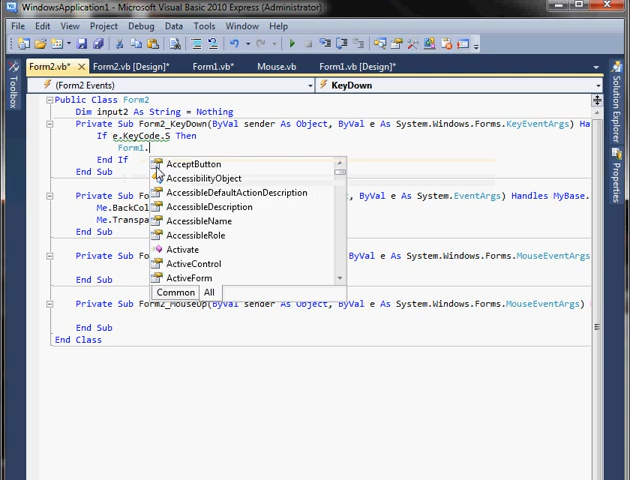 WindowsApplication1 - Microsoft Visual Basic 2010 Express (Administrator)
File Edit View Project Debug Data Tools Window Help
Form2.vb* Form2.vb [Design]* Form1.vb* Mouse.vb Form1.vb [Design]*
Toolbox
(Form2 Events) KeyDown
Public Class Form2
Dim input2 As String = Nothing
Private Sub Form2_KeyDown(ByVal sender As Object, ByVal e As System.Windows.Forms.KeyEventArgs) Ha
If e.KeyCode.S Then
Form1.
End If
End Sub
AcceptButton
AccessibilityObject
AccessibleDefaultActionDescription
AccessibleDescription
AccessibleName
AccessibleRole
Activate
ActiveControl
ActiveForm
Common All
Private Sub Fo , ByVal e As System.EventArgs) Handles MyBase.
Me.BackCol
Me.Transpa
End Sub
Private Sub Fo t, ByVal e As System.Windows.Forms.MouseEventArgs)
End Sub
Private Sub Form2_MouseUp(ByVal sender As Object, ByVal e As System.Windows.Forms.MouseEventArgs)
End Sub
End Class
Solution Explorer
Properties